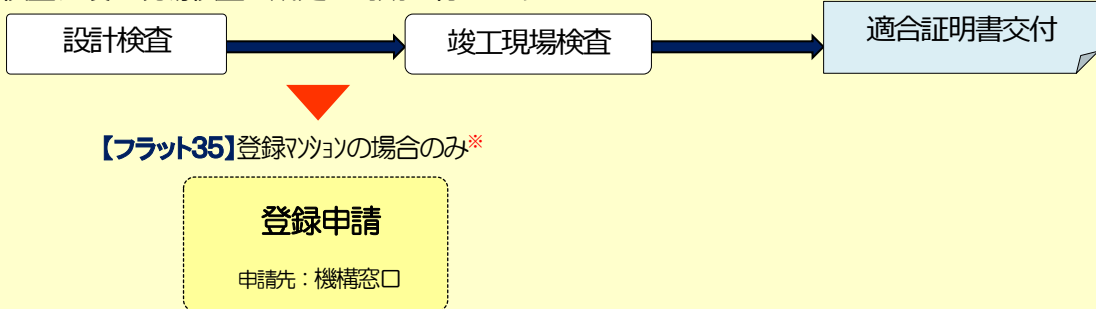 設計検査
竣工現場検査
適合証明書交付
【フラット35】登録マンションの場合のみ※
登録申請
申請先：機構窓口